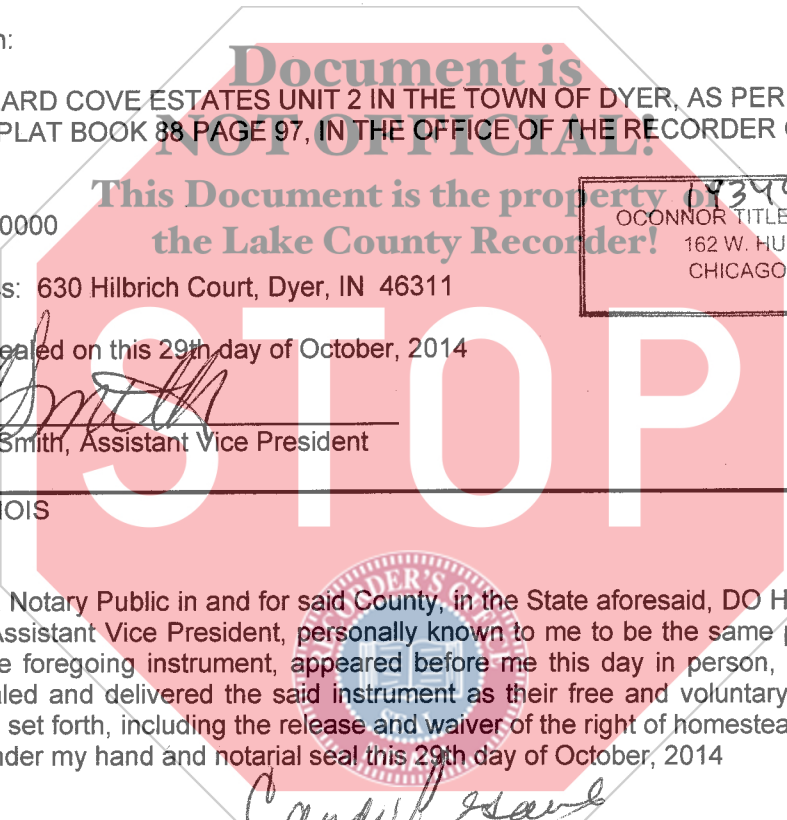 n:
Document is
ARD COVE ESTATES UNIT 2 IN THE TOWN OF DYER, AS PER
PLAT BOOK 88 PAGE 97, IN THE OFFICE OF THE RECORDER
NOT OFFICIAL!
This Document is the property of
the Lake County Recorder!
OCONNOR TITLE
162 W. HU
CHICAGO
0000
s: 630 Hilbrich Court, Dyer, IN 46311
STOP
ealed on this 29th day of October, 2014
Smith
Smith, Assistant Vice President
NOIS
Notary Public in and for said County, in the State aforesaid, DO H
Assistant Vice President, personally known to me to be the same p
e foregoing instrument, appeared before me this day in person,
led and delivered the said instrument as their free and voluntary
set forth, including the release and waiver of the right of homestea
nder my hand and notarial seal this 29th day of October, 2014
RECORDER'S OFFICE